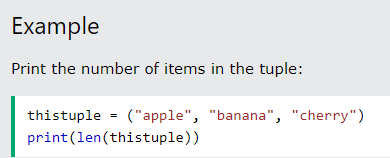 Example
Print the number of items in the tuple:
thistuple = ("apple", "banana", "cherry")
print(len(thistuple))